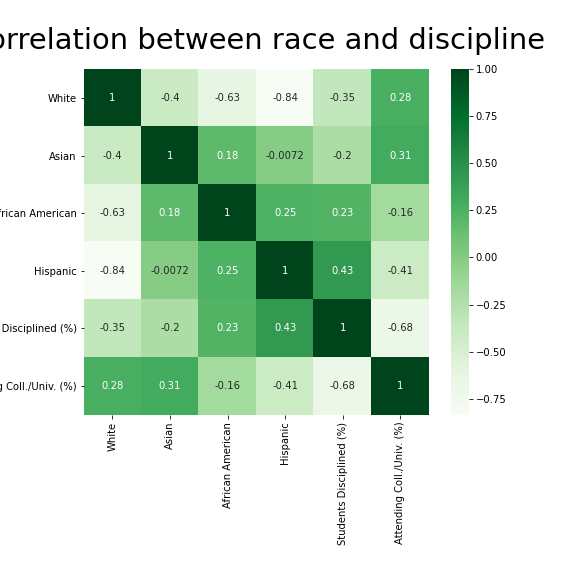 orrelation between race and discipline
White 1 -0.4 -0.63 -0.84 -0.35 0.28
Asian -0.4 1 0.18 -0.0072 -0.2 0.31
frican American -0.63 0.18 1 0.25 0.23 -0.16
Hispanic -0.84 -0.0072 0.25 1 0.43 -0.41
Disciplined (%) -0.35 -0.2 0.23 0.43 1 -0.68
g Coll./Univ. (%) 0.28 0.31 -0.16 -0.41 -0.68 1
White
Asian
African American
Hispanic
Students Disciplined (%)
Attending Coll./Univ. (%)
1.00
0.75
0.50
0.25
0.00
−0.25
−0.50
−0.75